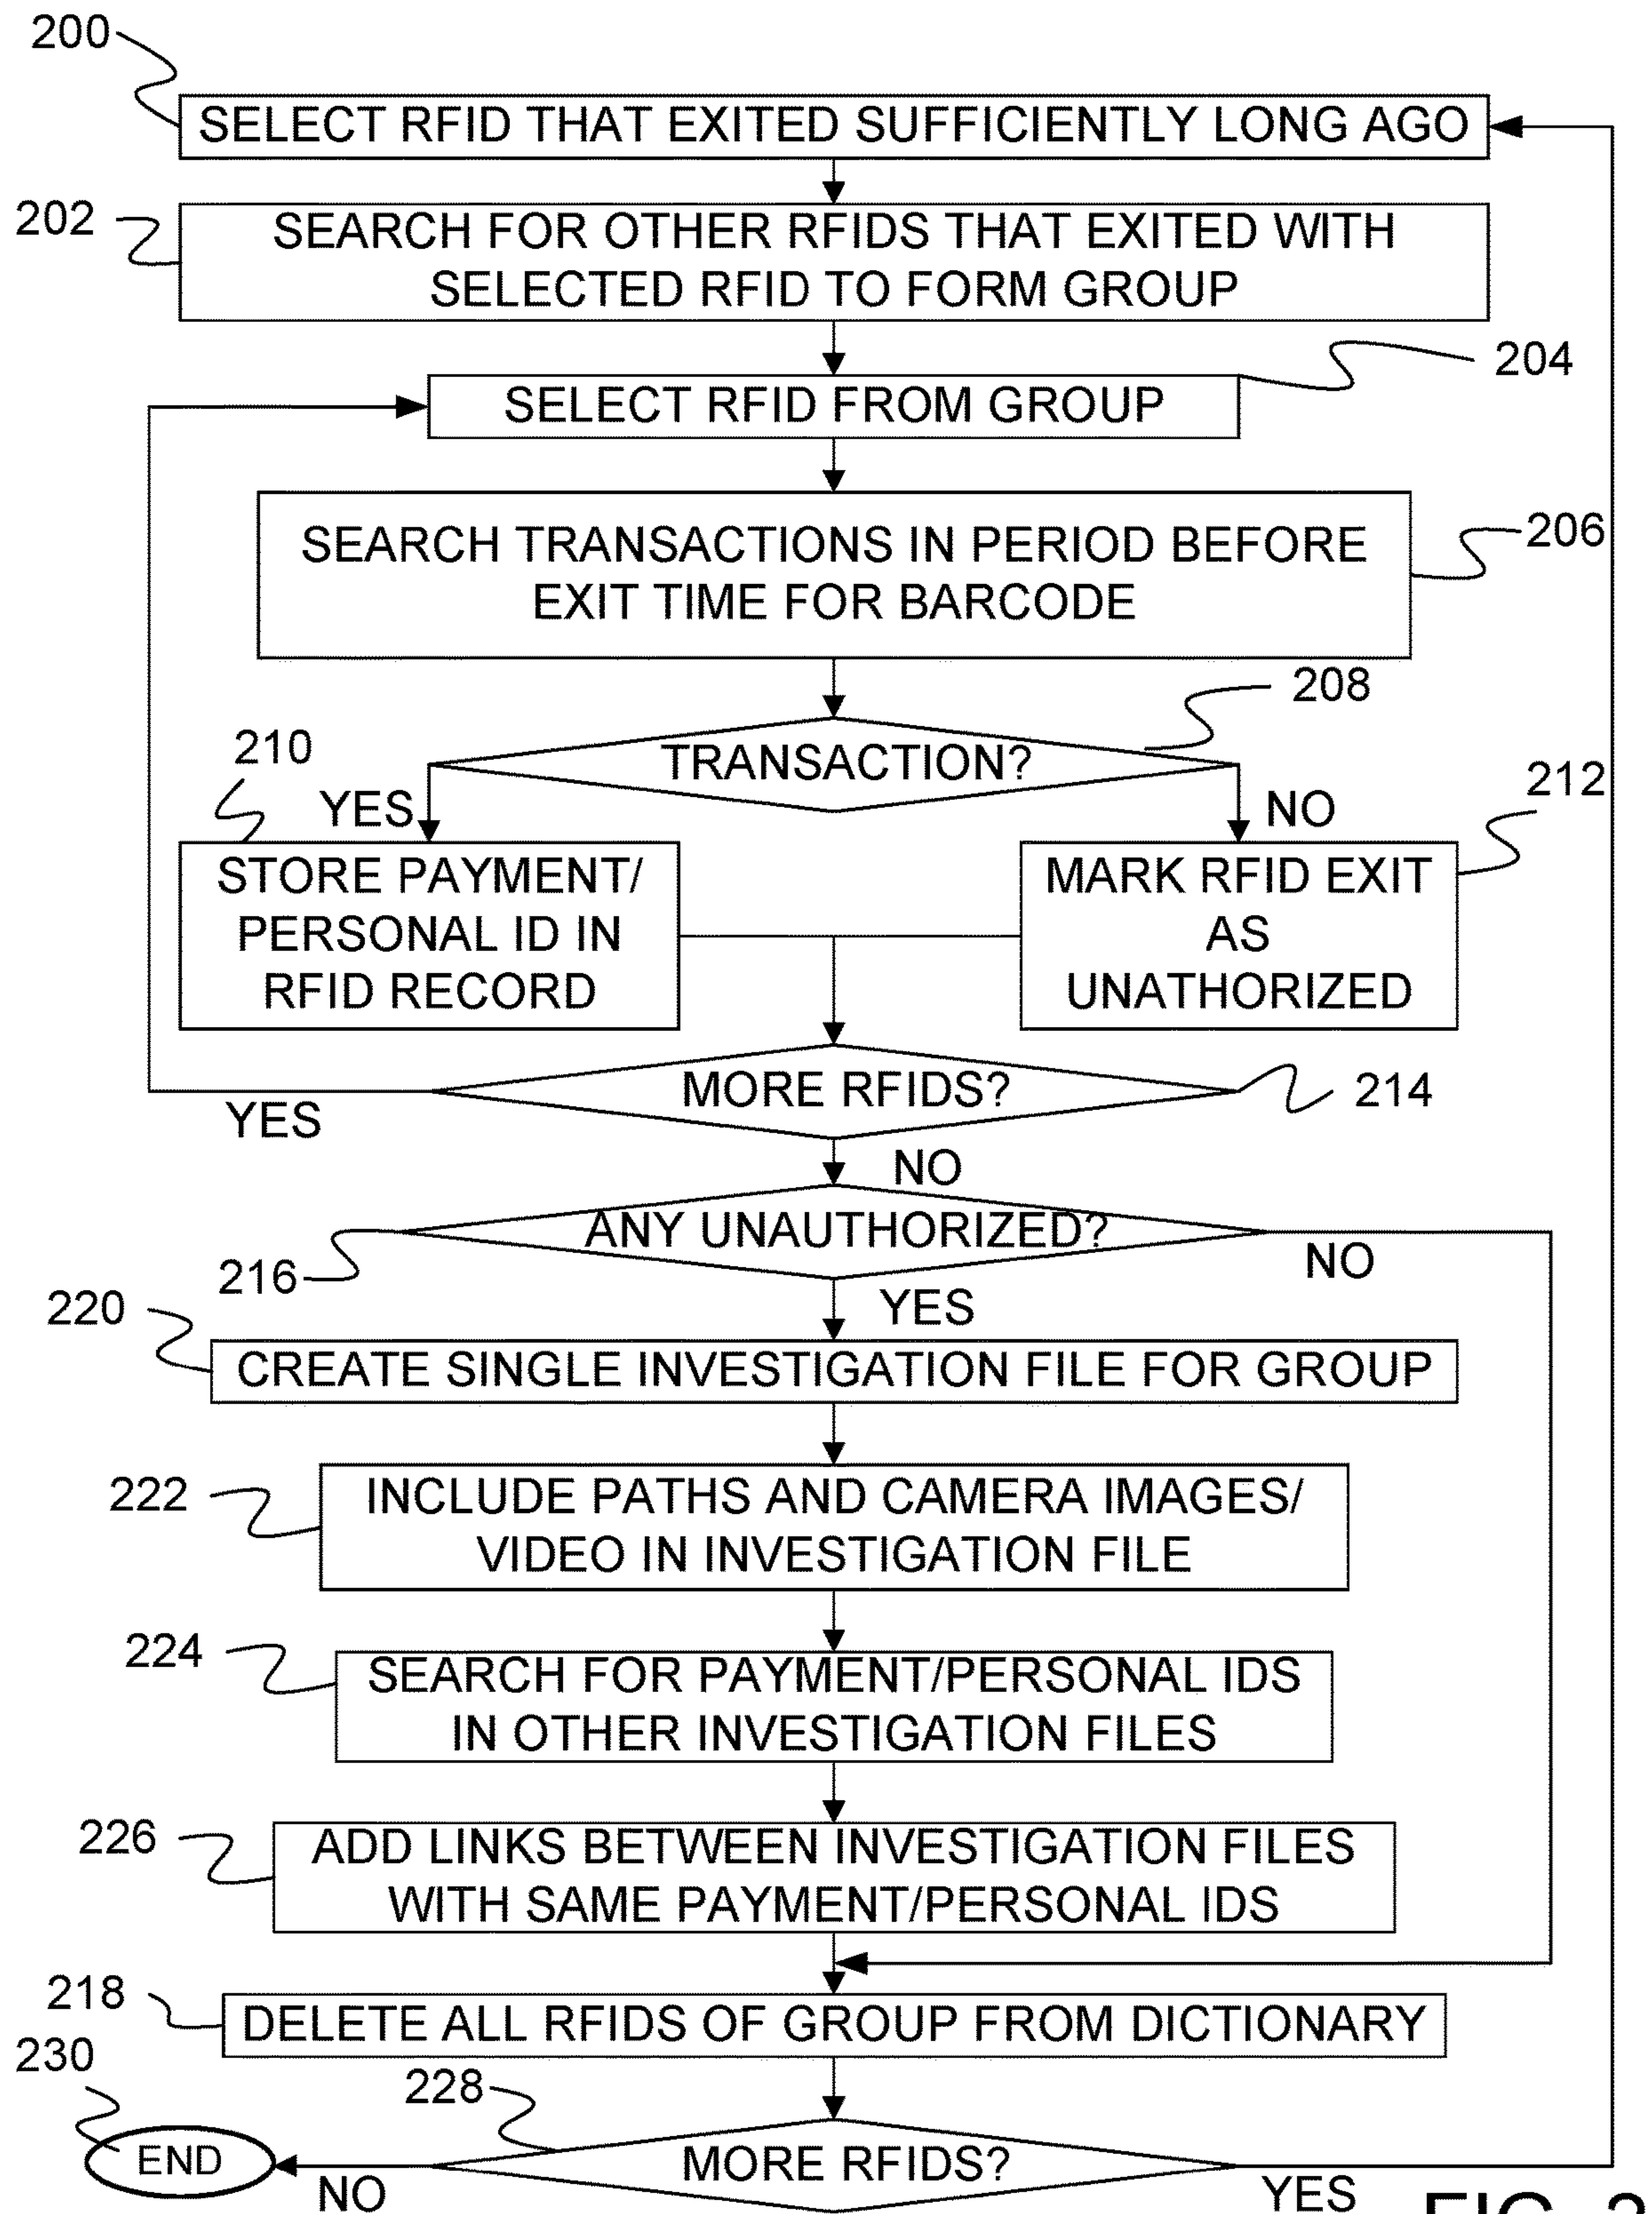 200
SELECT RFID THAT EXITED SUFFICIENTLY LONG AGO
202
SEARCH FOR OTHER RFIDS THAT EXITED WITH
SELECTED RFID TO FORM GROUP
204
SELECT RFID FROM GROUP
206
SEARCH TRANSACTIONS IN PERIOD BEFORE
EXIT TIME FOR BARCODE
208
TRANSACTION?
210
YES
NO
212
STORE PAYMENT/
PERSONAL ID IN
RFID RECORD
MARK RFID EXIT
AS
UNATHORIZED
MORE RFIDS?
214
YES
NO
ANY UNAUTHORIZED?
216
NO
YES
220
CREATE SINGLE INVESTIGATION FILE FOR GROUP
222
INCLUDE PATHS AND CAMERA IMAGES/
VIDEO IN INVESTIGATION FILE
224
SEARCH FOR PAYMENT/PERSONAL IDS
IN OTHER INVESTIGATION FILES
226
ADD LINKS BETWEEN INVESTIGATION FILES
WITH SAME PAYMENT/PERSONAL IDS
218
DELETE ALL RFIDS OF GROUP FROM DICTIONARY
230
228
END
MORE RFIDS?
NO
YES
FIG.